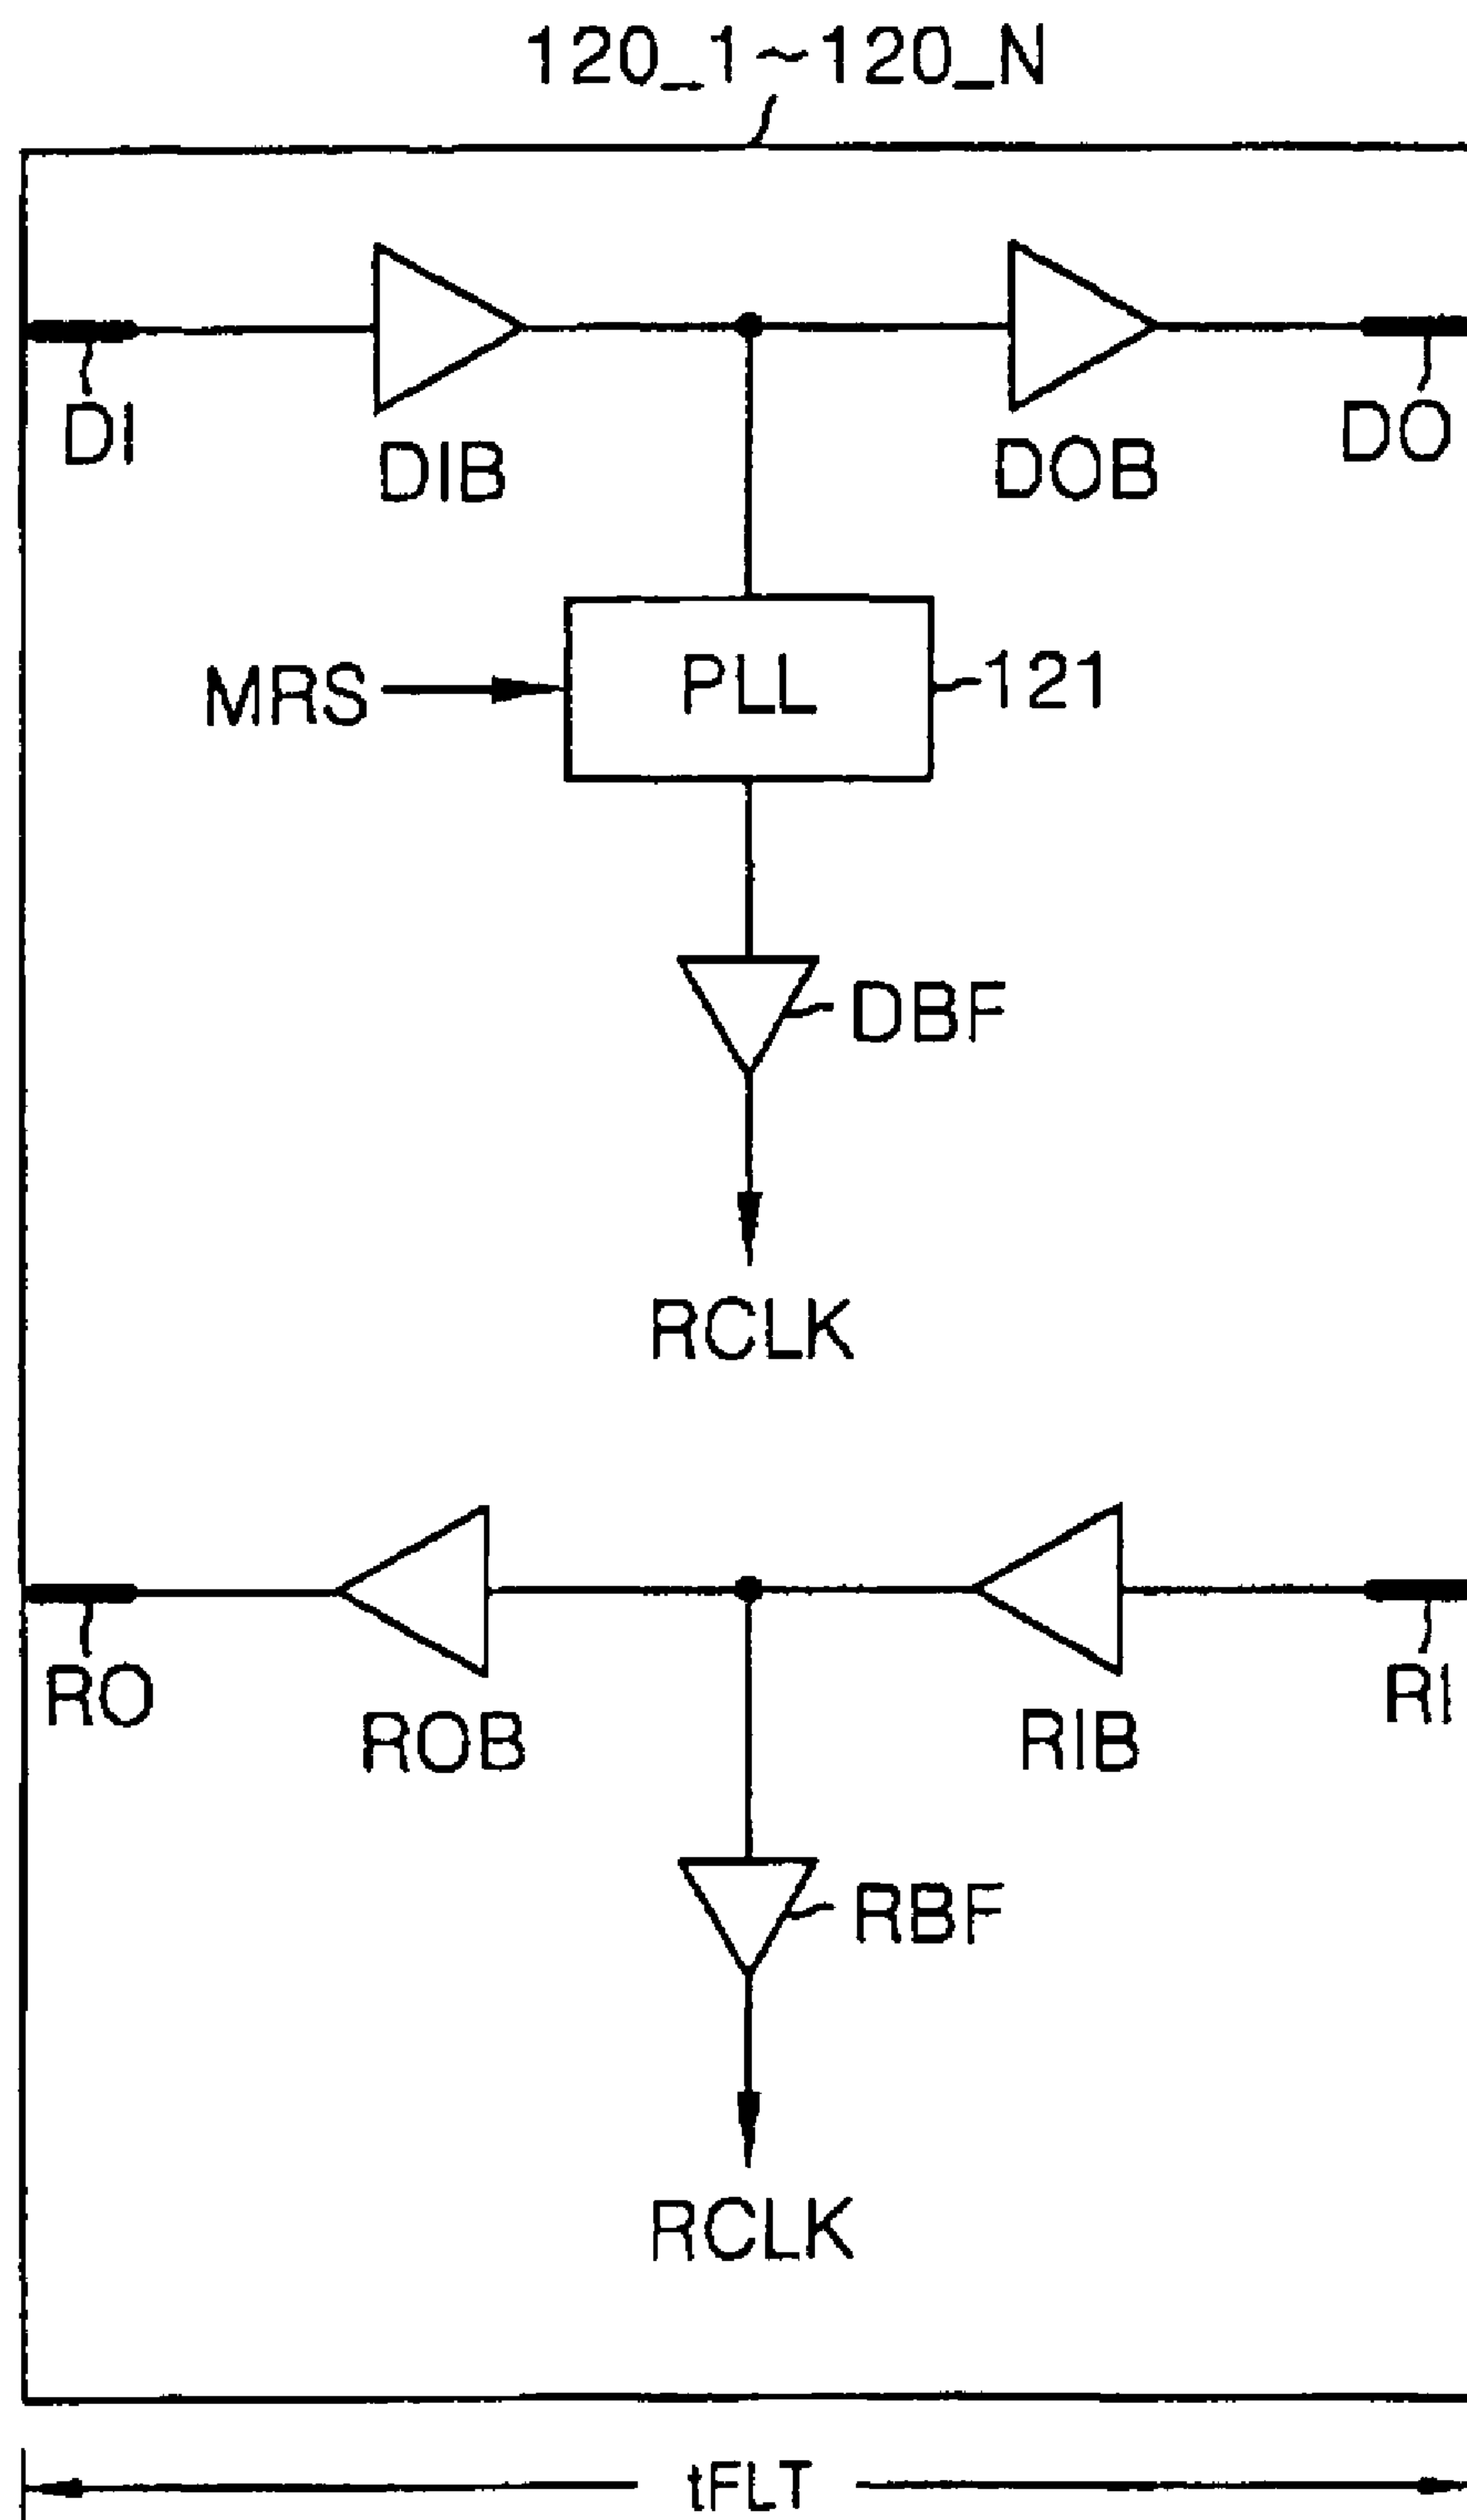 120_1~120_N
DI
DIB
DOB
DO
MRS
PLL
121
DBF
RCLK
RO
ROB
RIB
RI
RBF
RCLK
tFLT